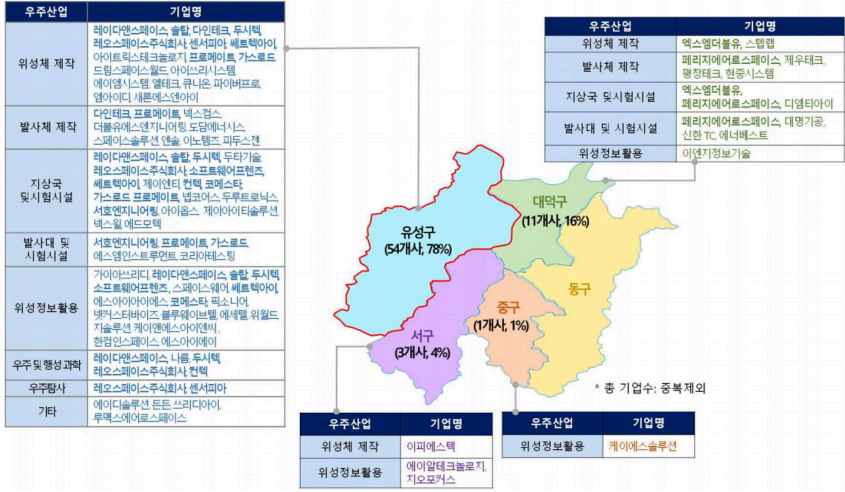 우주산업 기업명
위성체 제작
레이다앤스페이스, 솔탑, 다인테크, 두시텍,
레오스페이스주식회사, 센서피아, 쎄트렉아이,
아이트릭스테크놀로지, 프로메이트, 가스로드
드림스페이스월드, 아이쓰리시스템,
에이엠시스템, 엘테크, 큐니온, 파이버프로,
엠아이디, 새론에스엔아이
발사체 제작
다인테크, 프로메이트, 넥스컴스,
더블유에스엔지니어링, 도담에너시스,
스페이스솔루션, 엔솔, 이노템즈, 피두스젠
지상국
및시험시설
레이다앤스페이스, 솔탑, 두시텍, 두타기술,
레오스페이스주식회사, 소프트웨어프렌즈,
쎄트렉아이, 제이엔티, 컨텍, 코메스타,
가스로드, 프로메이트, 넵코어스, 두루트로닉스,
서호엔지니어링, 아이옵스, 제이아이티솔루션,
넥스윌, 에드모텍
발사대 및
시험시설
서호엔지니어링, 프로메이트, 가스로드,
에스엠인스트루먼트, 코리아테스팅
위성정보활용
가이아쓰리디, 레이다앤스페이스, 솔탑, 두시텍,
소프트웨어프렌즈, 스페이스웨어, 쎄트렉아이,
에스아이아이에스, 코메스타, 픽소니어,
넷커스터바이즈, 블루웨이브텔, 에세텔, 위월드,
지솔루션, 케이앤에스아이앤씨,
한컴인스페이스, 에스아이에이
우주 및 행성과학
레이다앤스페이스, 나름, 두시텍,
레오스페이스주식회사, 컨텍
우주탐사
레오스페이스주식회사, 센서피아
기타
에이디솔루션, 든든, 쓰리디아이,
루맥스에어로스페이스
우주산업 기업명
위성체 제작
엑스엠더블유, 스텝랩
발사체 제작
페리지에어로스페이스, 제우테크,
평창테크, 현중시스템
지상국 및시험시설
엑스엠더블유,
페리지에어로스페이스, 디엠티아이
발사대 및 시험시설
페리지에어로스페이스, 대명기공,
신한 TC, 에너베스트
위성정보활용
이엔지정보기술
대덕구
(11개사, 16%)
유성구
(54개사, 78%)
동구
중구
(1개사, 1%)
서구
(3개사, 4%)
* 총 기업수: 중복제외
우주산업 기업명
위성체 제작
이피에스텍
위성정보활용
에이알테크놀로지,
지오포커스
우주산업 기업명
위성정보활용
케이에스솔루션